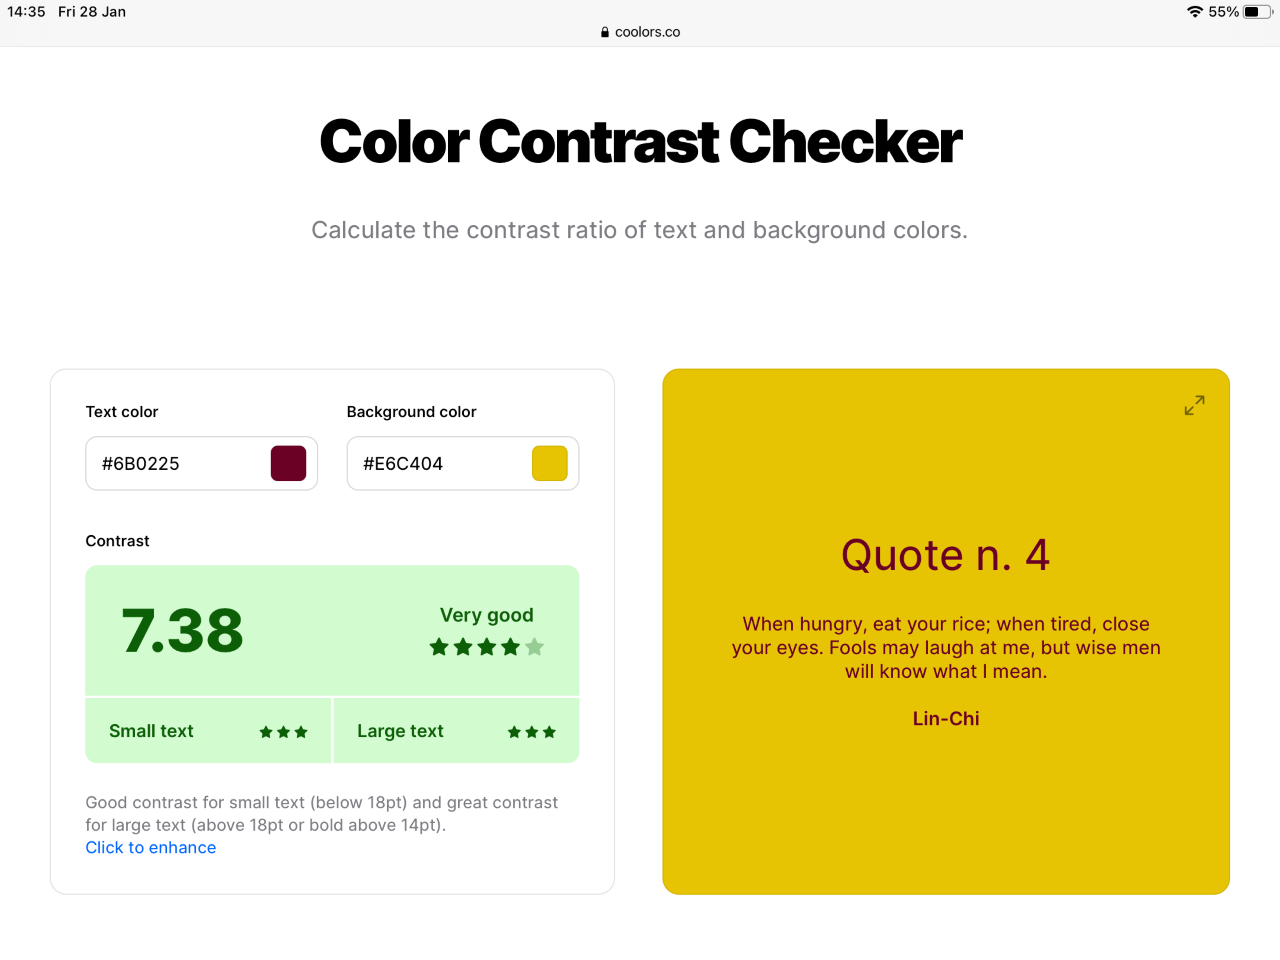 14:35 Fri 28 Jan
55%
coolors.co
Color Contrast Checker
Calculate the contrast ratio of text and background colors.
Text color
Background color
#6B0225
#E6C404
Contrast
7.38
Very good
Small text
Large text
Good contrast for small text (below 18pt) and great contrast
for large text (above 18pt or bold above 14pt).
Click to enhance
Quote n. 4
When hungry, eat your rice; when tired, close
your eyes. Fools may laugh at me, but wise men
will know what I mean.
Lin-Chi